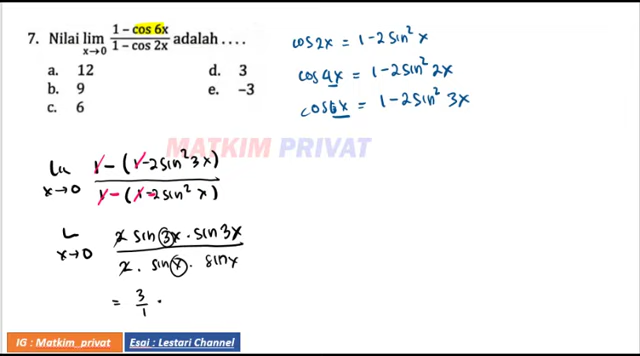 7. Nilai lim x→0 (1 – cos 6x)/(1 – cos 2x) adalah . . . .
a. 12
b. 9
c. 6
d. 3
e. –3
cos 2x = 1 – 2 sin² x
cos 4x = 1 – 2 sin² 2x
cos 6x = 1 – 2 sin² 3x
MATKIM PRIVAT
lim x→0 (1 – (1 – 2 sin² 3x))/(1 – (1 – 2 sin² x))
L x→0 (2 sin 3x · sin 3x)/(2 · sin x · sin x)
= 3/1 ·
IG : Matkim_privat
Esai : Lestari Channel